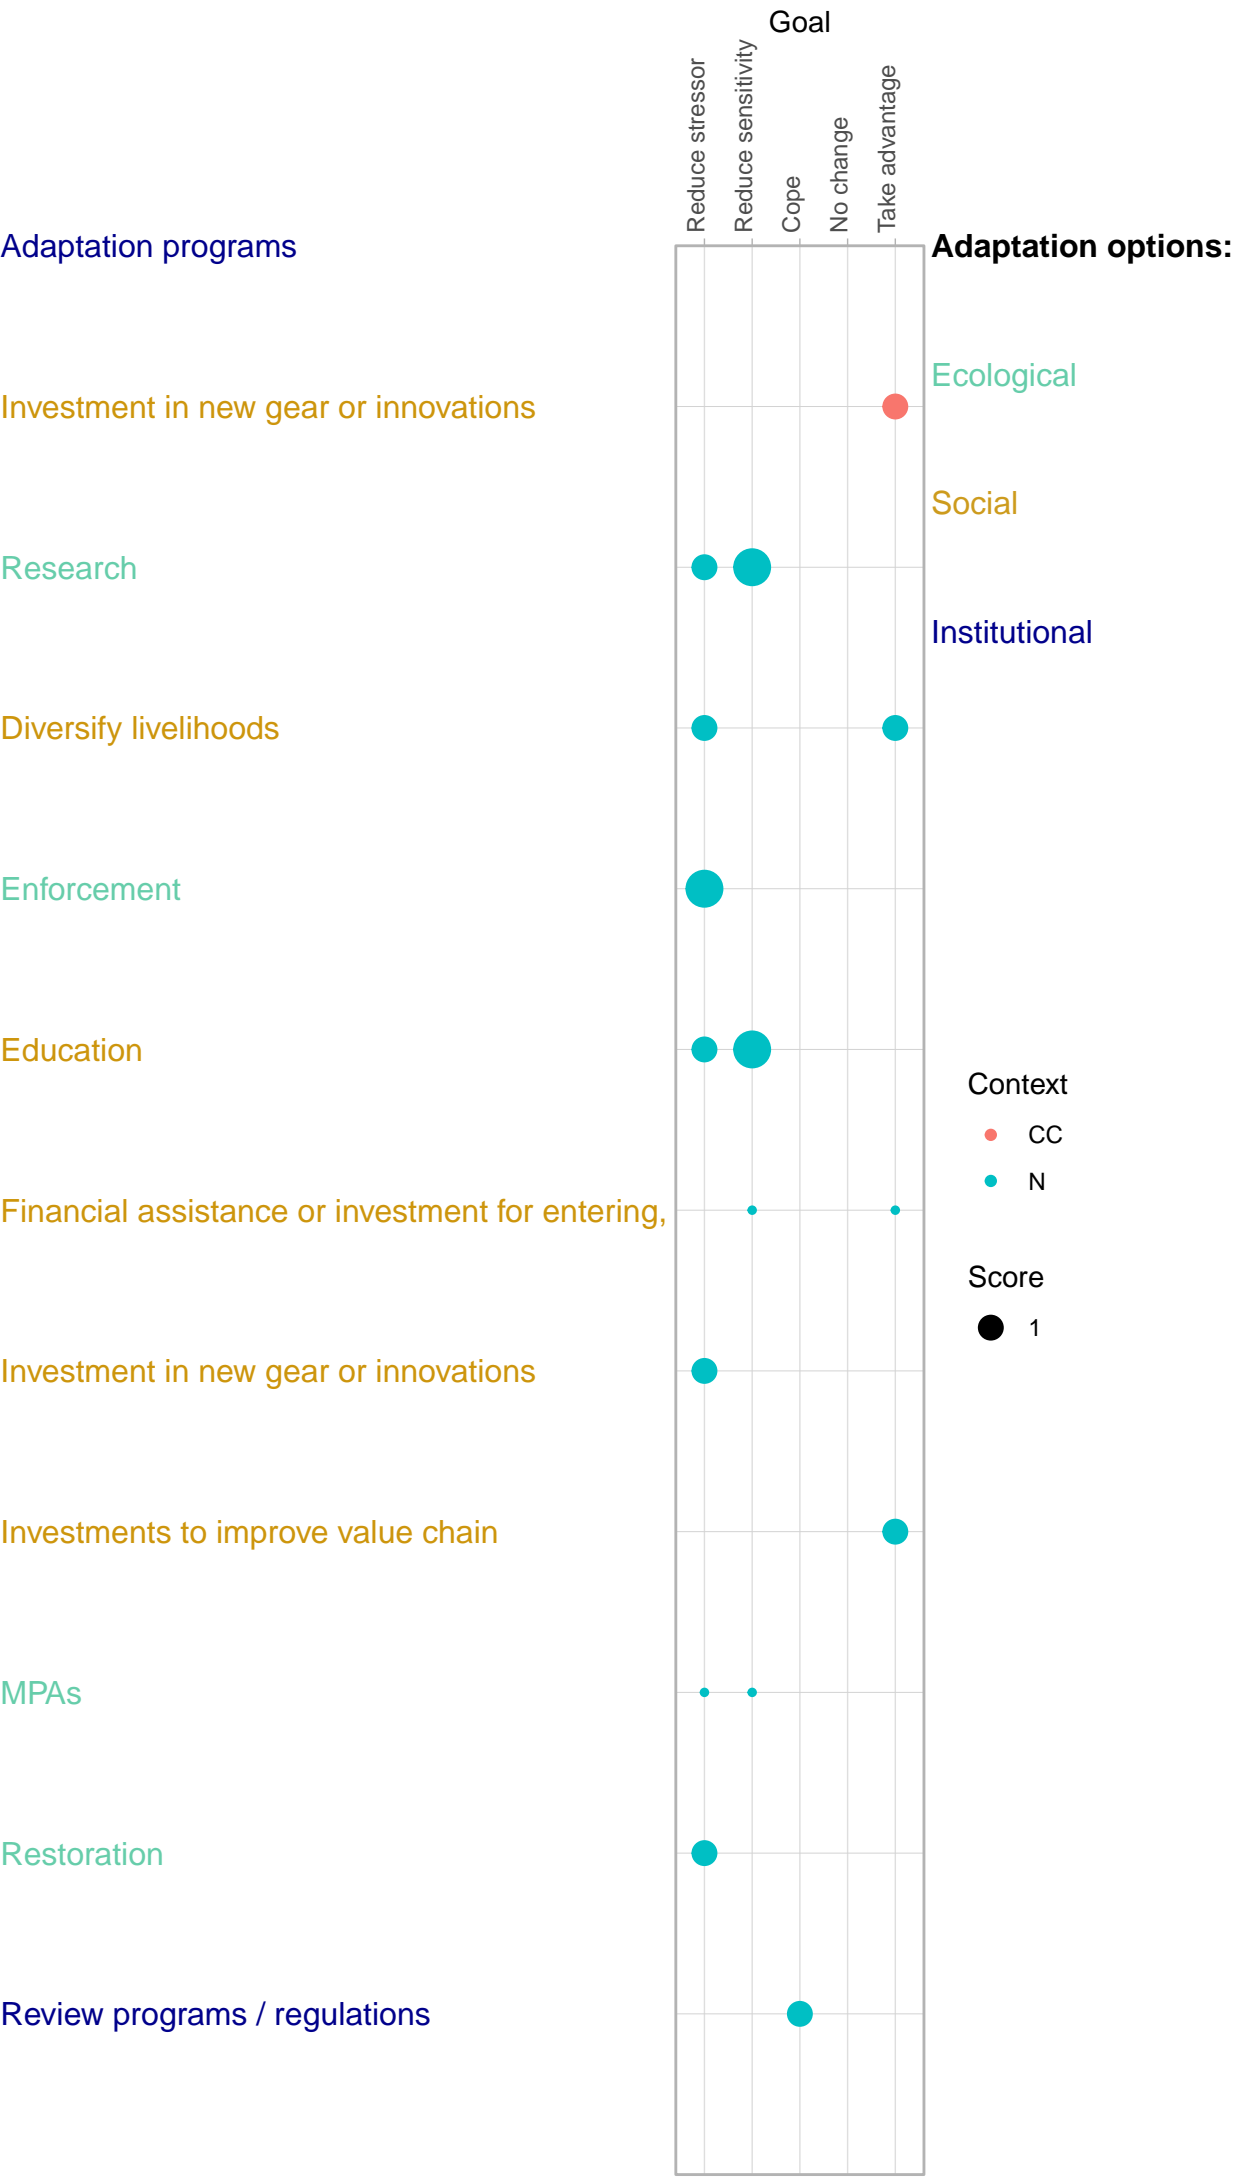 Goal
Reduce stressor
Reduce sensitivity
Cope
No change
Take advantage
Adaptation programs
Investment in new gear or innovations
Research
Diversify livelihoods
Enforcement
Education
Financial assistance or investment for entering,
Investment in new gear or innovations
Investments to improve value chain
MPAs
Restoration
Review programs / regulations
Adaptation options:
Ecological
Social
Institutional
Context
CC
N
Score
1